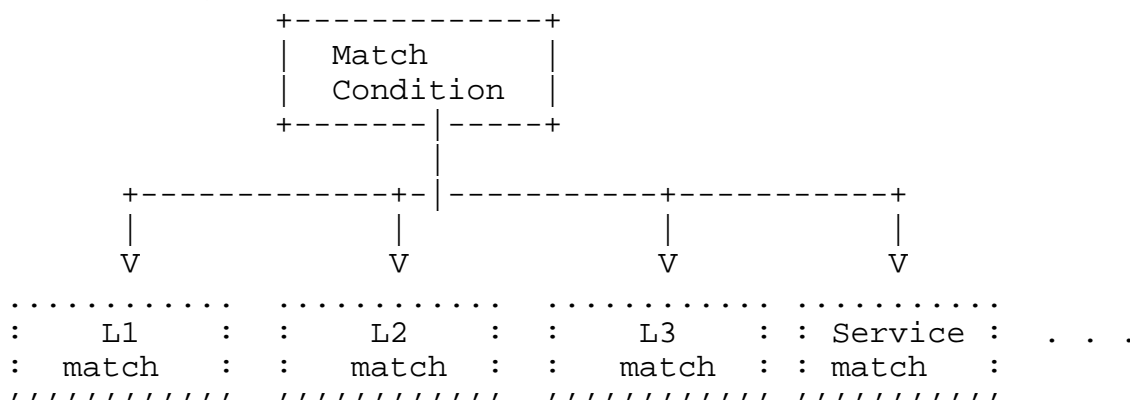 +--------------+
|  Match       |
|  Condition   |
+-------|------+
|
+-------------+-|-----------+-----------+
|             |             |           |
V             V             V           V
............  ............  ............ ...........
:    L1    :  :    L2    :  :    L3    : : Service :  . . .
:  match   :  :   match  :  :   match  : : match   :
,,,,,,,,,,,,  ,,,,,,,,,,,,  ,,,,,,,,,,,, ,,,,,,,,,,,